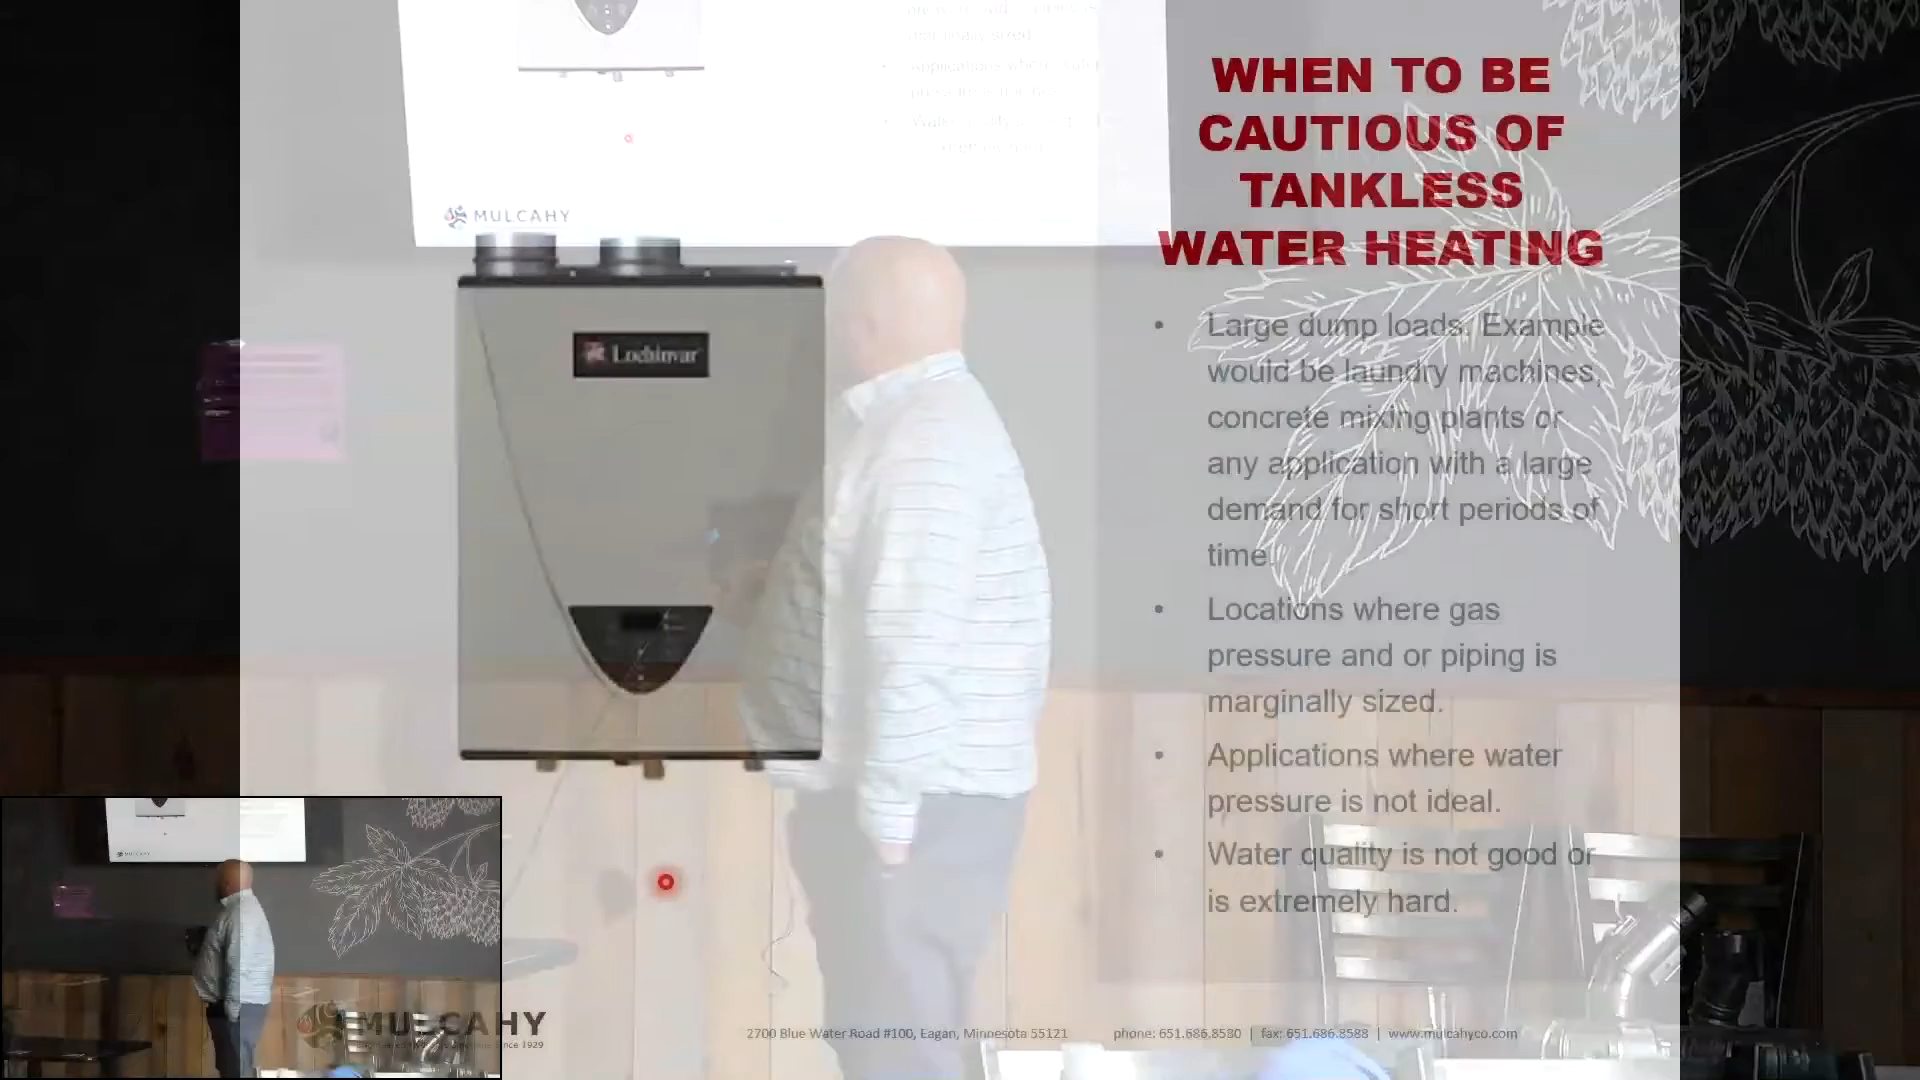 WHEN TO BE
CAUTIOUS OF
TANKLESS
WATER HEATING
• Large dump loads. Example
would be laundry machines,
concrete mixing plants or
any application with a large
demand for short periods of
time.
• Locations where gas
pressure and or piping is
marginally sized.
• Applications where water
pressure is not ideal.
• Water quality is not good or
is extremely hard.
MULCAHY
Lochinvar
MULCAHY
since 1929
2700 Blue Water Road #100, Eagan, Minnesota 55121 phone: 651.686.8580 | fax: 651.686.8588 | www.mulcahyco.com